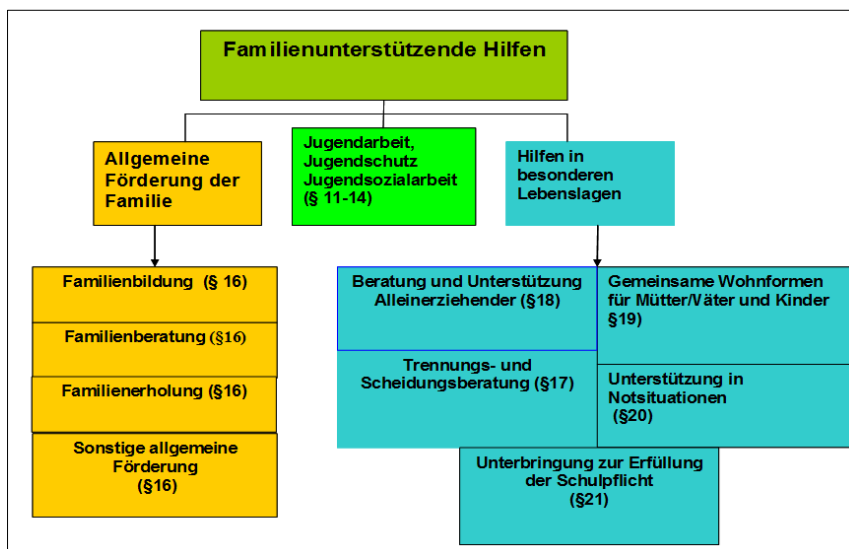 Familienunterstützende Hilfen
Allgemeine
Förderung der
Familie
Jugendarbeit,
Jugendschutz
Jugendsozialarbeit
(§ 11-14)
Hilfen in
besonderen
Lebenslagen
Familienbildung (§ 16)
Familienberatung (§16)
Familienerholung (§16)
Sonstige allgemeine
Förderung
(§16)
Beratung und Unterstützung
Alleinerziehender (§18)
Gemeinsame Wohnformen
für Mütter/Väter und Kinder
§19)
Trennungs- und
Scheidungsberatung (§17)
Unterstützung in
Notsituationen
(§20)
Unterbringung zur Erfüllung
der Schulpflicht
(§21)